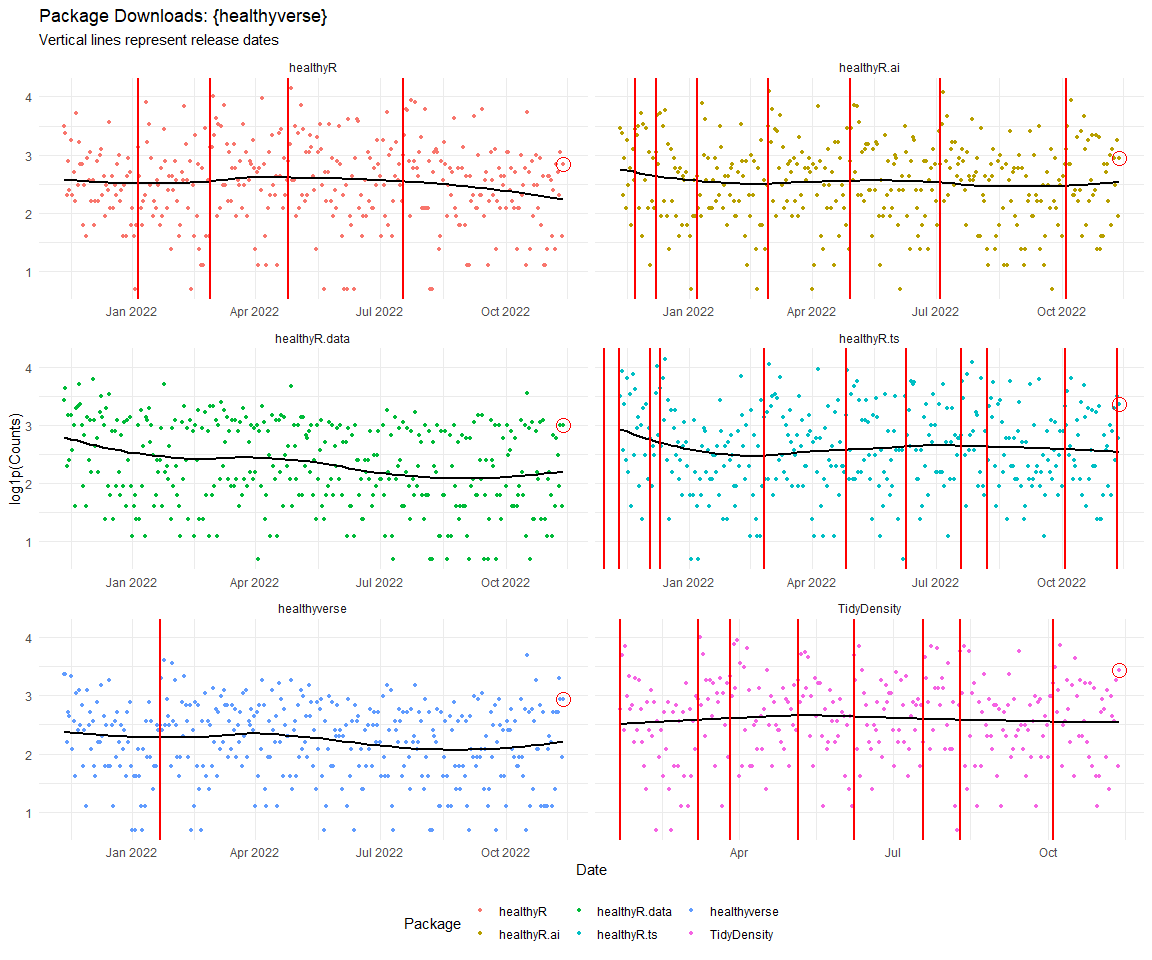 Package Downloads: {healthyverse}
Vertical lines represent release dates
healthyR
healthyR.ai
4
3
2
1
Jan 2022 Apr 2022 Jul 2022 Oct 2022
Jan 2022 Apr 2022 Jul 2022 Oct 2022
healthyR.data
healthyR.ts
4
3
2
1
log1p(Counts)
Jan 2022 Apr 2022 Jul 2022 Oct 2022
Jan 2022 Apr 2022 Jul 2022 Oct 2022
healthyverse
TidyDensity
4
3
2
1
Jan 2022 Apr 2022 Jul 2022 Oct 2022
Apr Jul Oct
Date
Package
healthyR healthyR.data healthyverse
healthyR.ai healthyR.ts TidyDensity